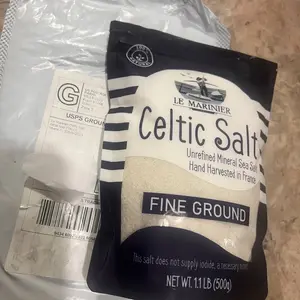 G
USPS GROUN
LE MARINIER
Celtic Salt
Unrefined Mineral Sea Salt
Hand Harvested in France
FINE GROUND
This salt does not supply iodide, a necessary
NET WT. 1.1 LB (500g)